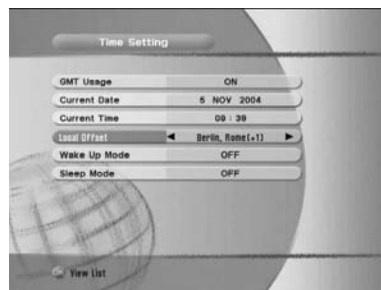 Time Setting
GMT Usage ON
Current Date 5 NOV 2004
Current Time 09 : 39
Local Offset ◀ Berlin, Rome(+1) ▶
Wake Up Mode OFF
Sleep Mode OFF
View List